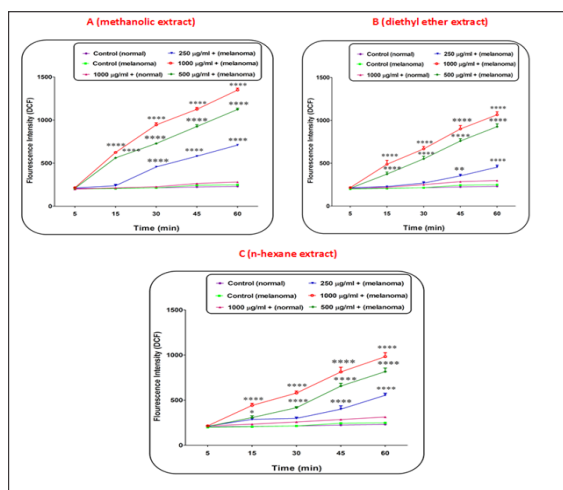 A (methanolic extract)
Control (normal)
Control (melanoma)
1000 µg/ml + (normal)
250 µg/ml + (melanoma)
1000 µg/ml + (melanoma)
500 µg/ml + (melanoma)
Flourescence Intensity (DCF)
1500
1000
500
0
****
****
****
****
****
****
****
****
****
****
****
5
15
30
45
60
Time (min)
B (diethyl ether extract)
Control (normal)
Control (melanoma)
1000 µg/ml + (normal)
250 µg/ml + (melanoma)
1000 µg/ml + (melanoma)
500 µg/ml + (melanoma)
Flourescence Intensity (DCF)
1500
1000
500
0
****
****
****
****
****
****
****
****
**
****
5
15
30
45
60
Time (min)
C (n-hexane extract)
Control (normal)
Control (melanoma)
1000 µg/ml + (normal)
250 µg/ml + (melanoma)
1000 µg/ml + (melanoma)
500 µg/ml + (melanoma)
Flourescence Intensity (DCF)
1500
1000
500
0
****
*
****
****
****
****
****
****
****
****
5
15
30
45
60
Time (min)